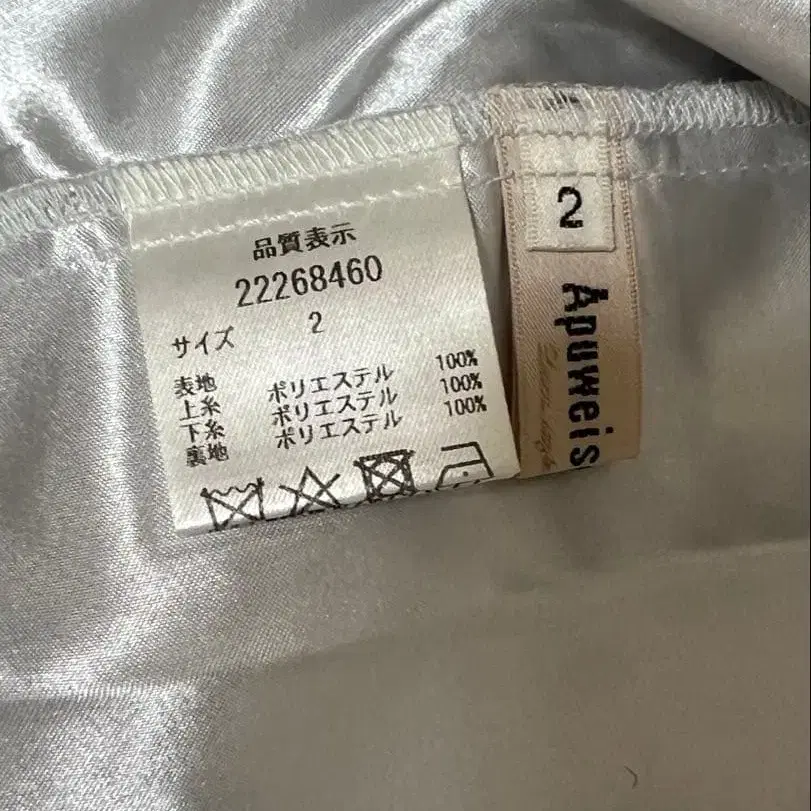 品質表示
22268460
サイズ 2
表地
上糸 ポリエステル 100%
下糸 ポリエステル 100%
裏地 ポリエステル 100%
2
Apuweis